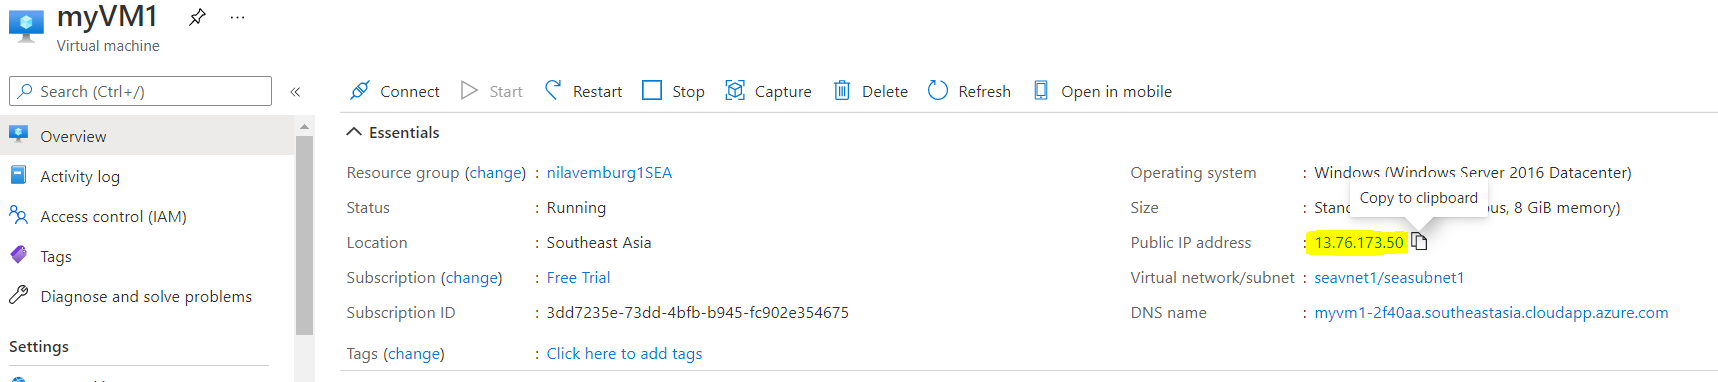 myVM1
Virtual machine
Search (Ctrl+/)
Overview
Activity log
Access control (IAM)
Tags
Diagnose and solve problems
Settings
Connect Start Restart Stop Capture Delete Refresh Open in mobile
Essentials
Resource group (change) : nilavemburg1SEA
Status : Running
Location : Southeast Asia
Subscription (change) : Free Trial
Subscription ID : 3dd7235e-73dd-4bfb-b945-fc902e354675
Tags (change) : Click here to add tags
Operating system : Windows (Windows Server 2016 Datacenter)
Copy to clipboard
Size : 8 GiB memory)
Public IP address : 13.76.173.50
Virtual network/subnet : seavnet1/seasubnet1
DNS name : myvm1-2f40aa.southeastasia.cloudapp.azure.com